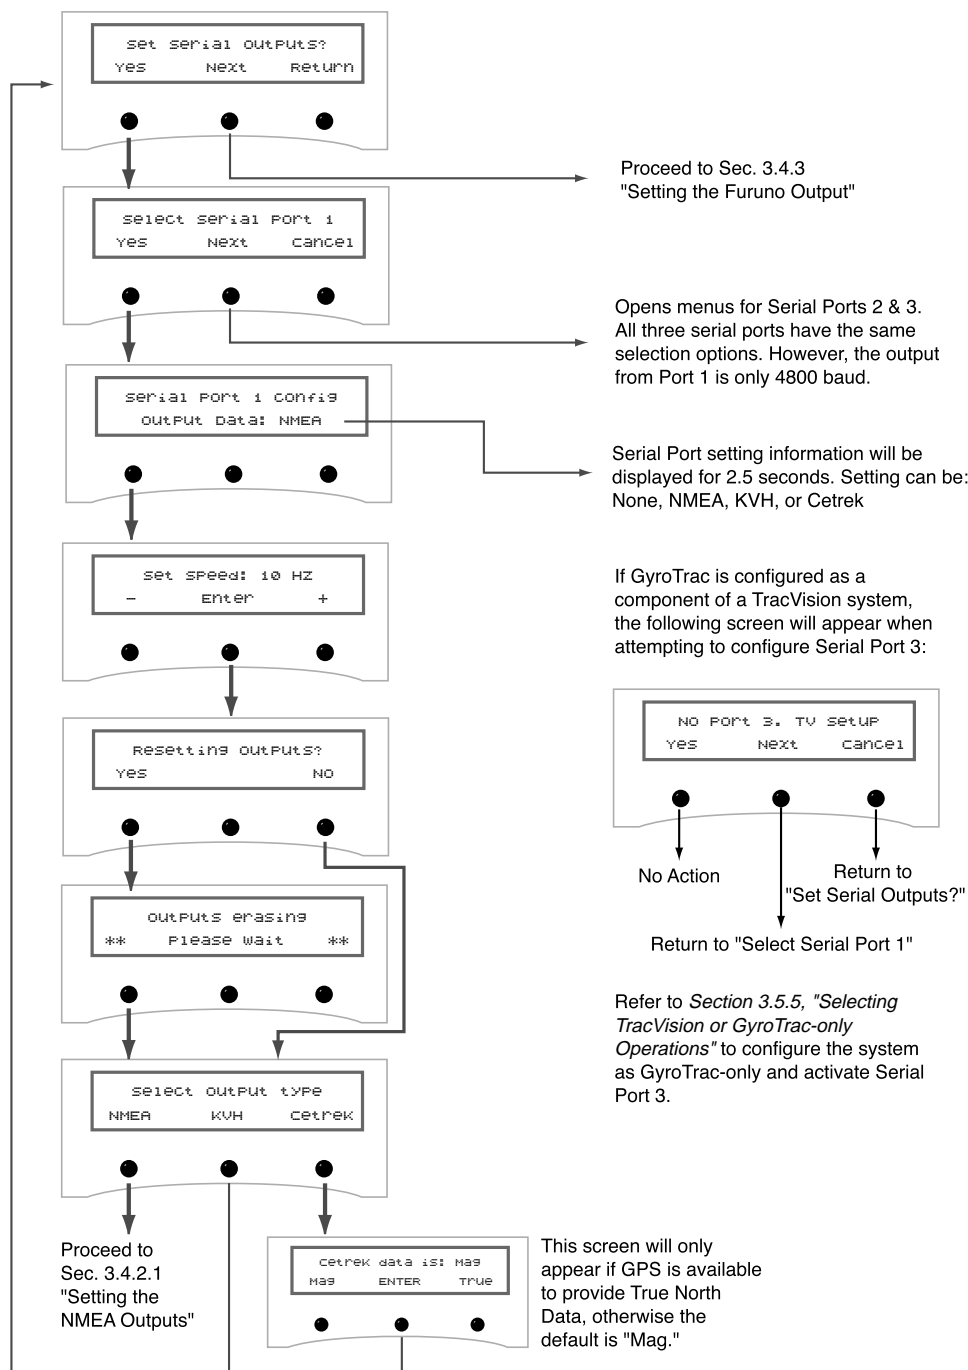 Set Serial Outputs?
Yes Next Return
Proceed to Sec. 3.4.3
"Setting the Furuno Output"
Select Serial Port 1
Yes Next Cancel
Opens menus for Serial Ports 2 & 3.
All three serial ports have the same
selection options. However, the output
from Port 1 is only 4800 baud.
Serial Port 1 Config
Output Data: NMEA
Serial Port setting information will be
displayed for 2.5 seconds. Setting can be:
None, NMEA, KVH, or Cetrek
Set Speed: 10 HZ
- Enter +
If GyroTrac is configured as a
component of a TracVision system,
the following screen will appear when
attempting to configure Serial Port 3:
No Port 3. TV Setup
Yes Next Cancel
No Action
Return to
"Set Serial Outputs?"
Return to "Select Serial Port 1"
Resetting Outputs?
Yes No
Outputs Erasing
** Please Wait **
Refer to Section 3.5.5, "Selecting
TracVision or GyroTrac-only
Operations" to configure the system
as GyroTrac-only and activate Serial
Port 3.
Select Output Type
NMEA KVH Cetrek
Proceed to
Sec. 3.4.2.1
"Setting the
NMEA Outputs"
Cetrek data is: Mag
Mag ENTER True
This screen will only
appear if GPS is available
to provide True North
Data, otherwise the
default is "Mag."